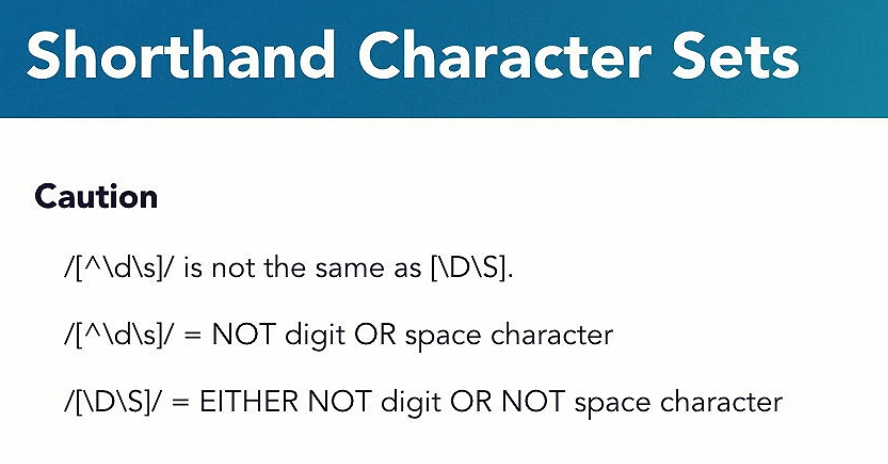 Shorthand Character Sets
Caution
/[^\d\s]/ is not the same as [\D\S].
/[^\d\s]/ = NOT digit OR space character
/[\D\S]/ = EITHER NOT digit OR NOT space character